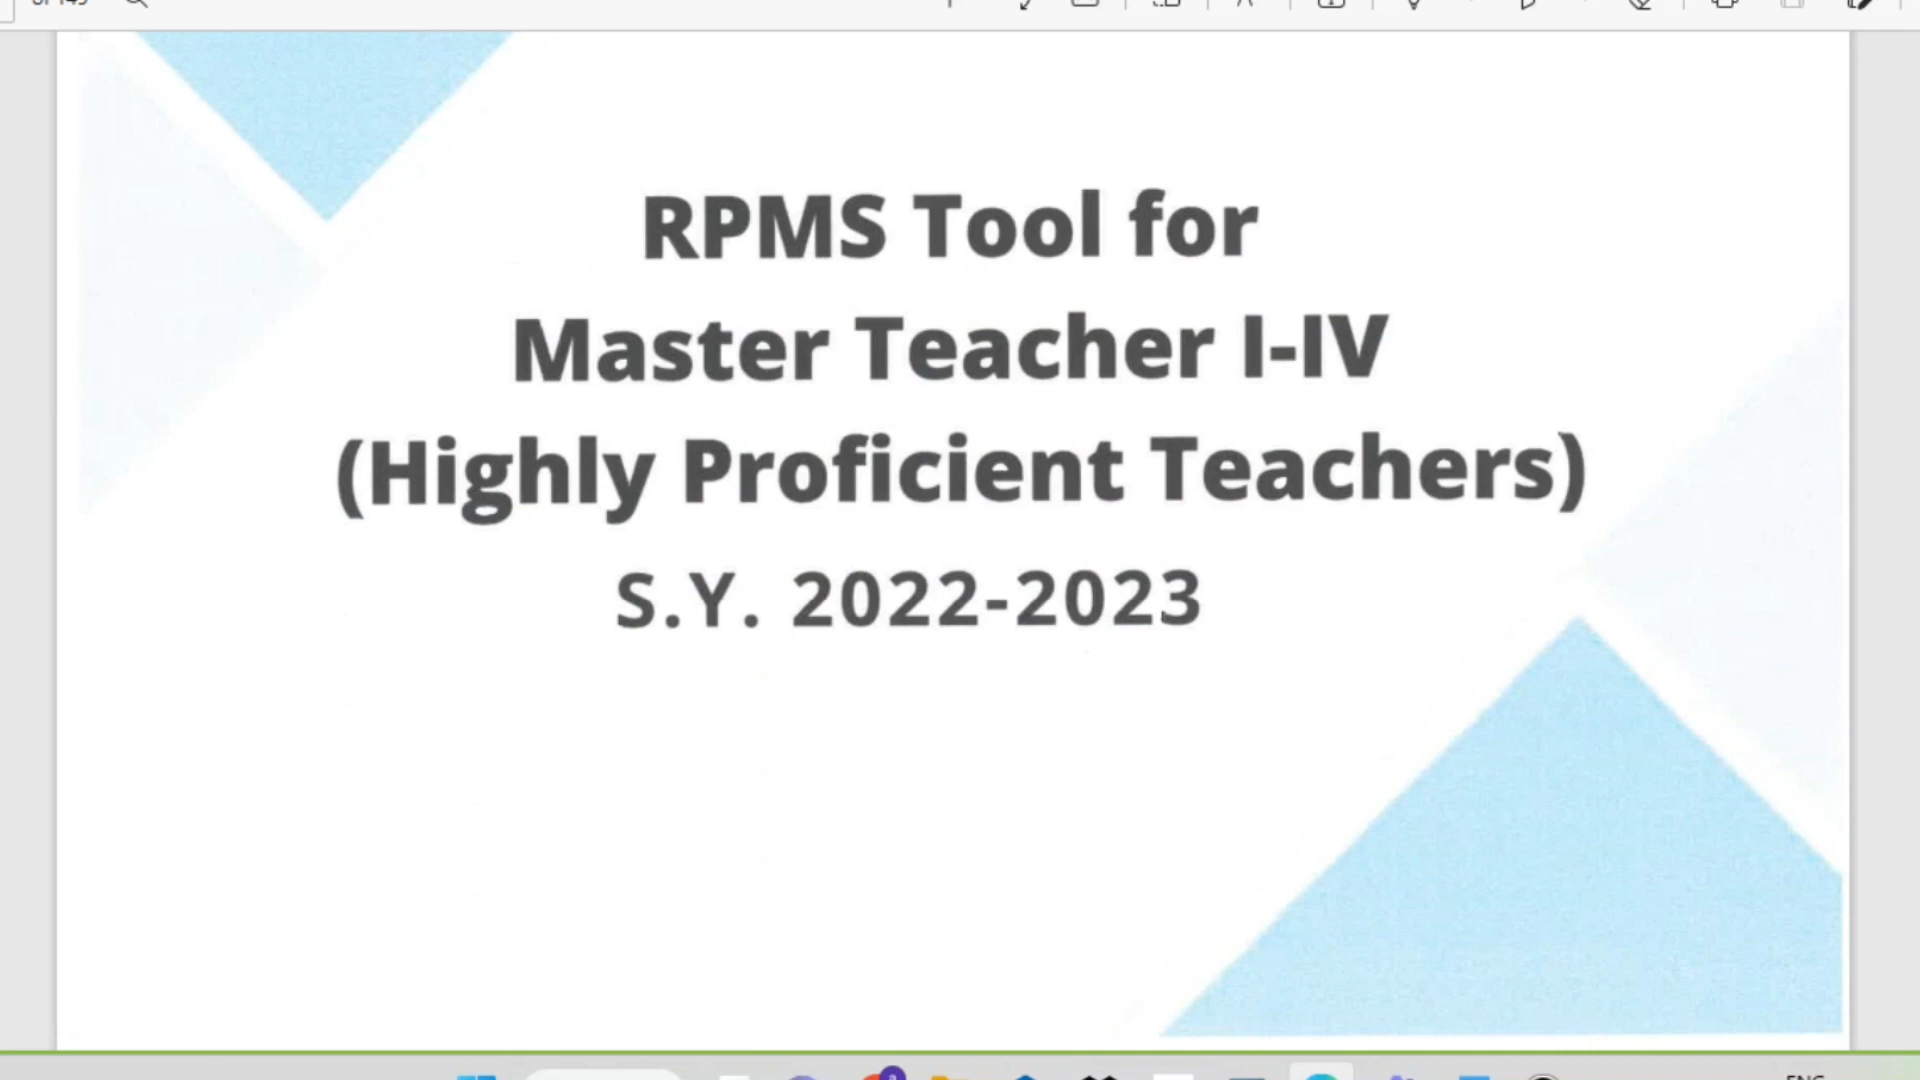 RPMS Tool for
Master Teacher I-IV
(Highly Proficient Teachers)
S.Y. 2022-2023